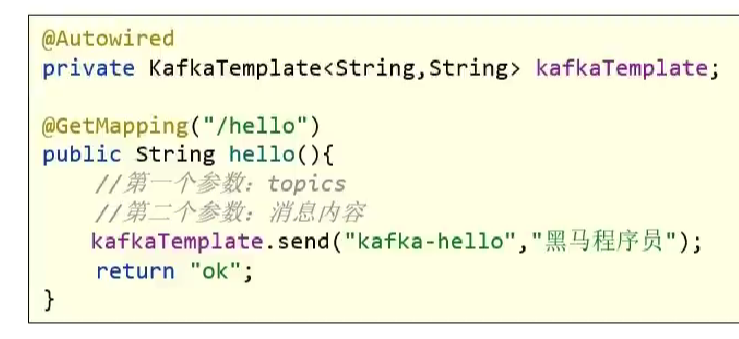 @Autowired
private KafkaTemplate<String,String> kafkaTemplate;
@GetMapping("/hello")
public String hello(){
//第一个参数：topics
//第二个参数：消息内容
kafkaTemplate.send("kafka-hello","黑马程序员");
return "ok";
}